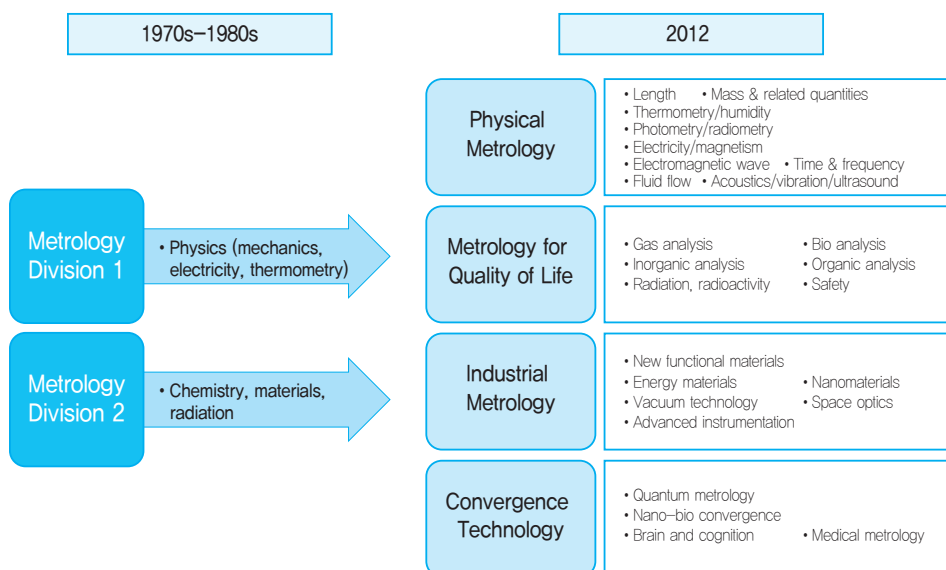 1970s–1980s
2012
Metrology
Division 1
• Physics (mechanics,
electricity, thermometry)
Metrology
Division 2
• Chemistry, materials,
radiation
Physical
Metrology
• Length • Mass & related quantities
• Thermometry/humidity
• Photometry/radiometry
• Electricity/magnetism
• Electromagnetic wave • Time & frequency
• Fluid flow • Acoustics/vibration/ultrasound
Metrology for
Quality of Life
• Gas analysis • Bio analysis
• Inorganic analysis • Organic analysis
• Radiation, radioactivity • Safety
Industrial
Metrology
• New functional materials
• Energy materials • Nanomaterials
• Vacuum technology • Space optics
• Advanced instrumentation
Convergence
Technology
• Quantum metrology
• Nano-bio convergence
• Brain and cognition • Medical metrology